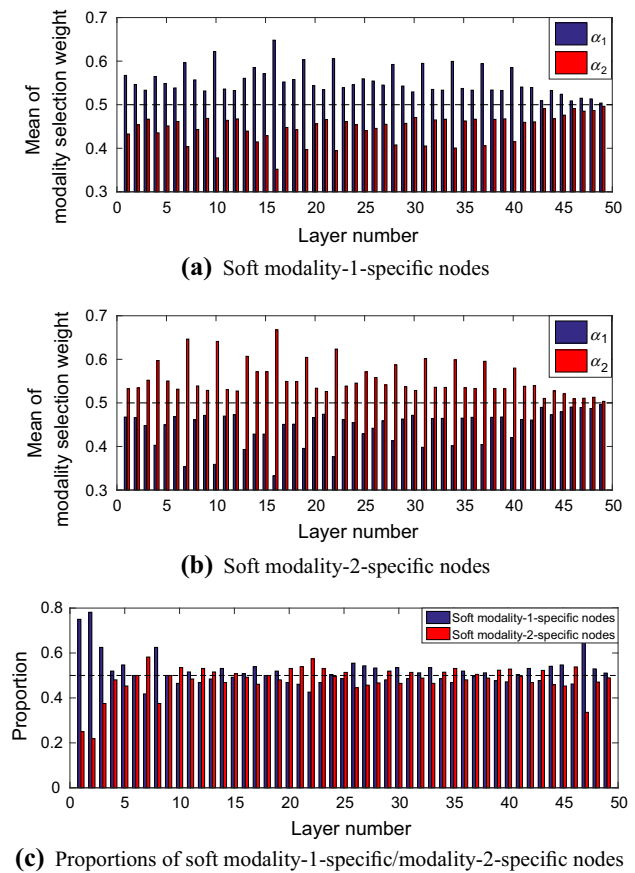 0.7
0.6
0.5
0.4
0.3
Mean of
modality selection weight
α1
α2
0 5 10 15 20 25 30 35 40 45 50
Layer number
(a) Soft modality-1-specific nodes
0.7
0.6
0.5
0.4
0.3
Mean of
modality selection weight
α1
α2
0 5 10 15 20 25 30 35 40 45 50
Layer number
(b) Soft modality-2-specific nodes
0.8
0.6
0.4
0.2
0
Proportion
Soft modality-1-specific nodes
Soft modality-2-specific nodes
0 5 10 15 20 25 30 35 40 45 50
Layer number
(c) Proportions of soft modality-1-specific/modality-2-specific nodes